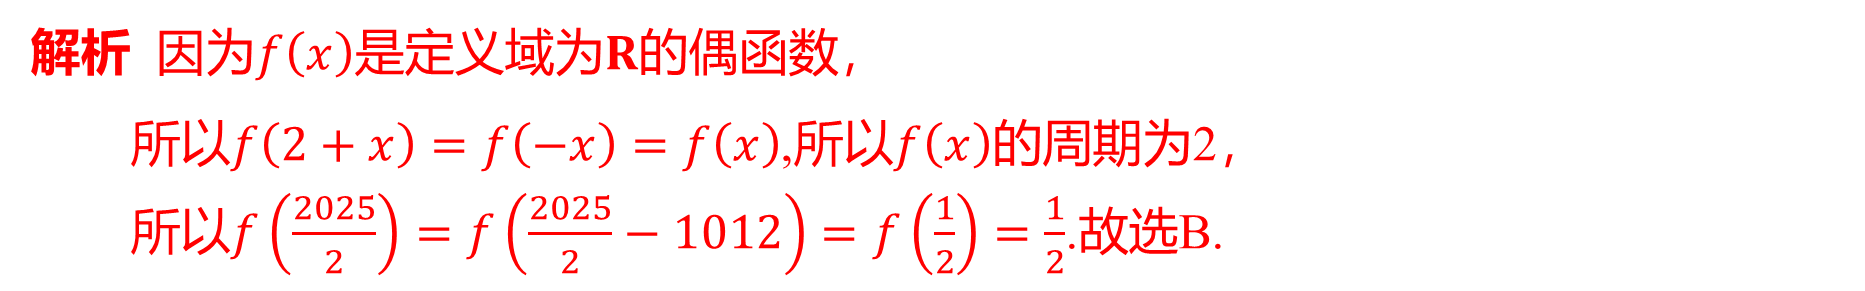 解析 因为f(x)是定义域为R的偶函数，
所以f(2 + x) = f(−x) = f(x),所以f(x)的周期为2，
所以f(2025/2) = f(2025/2 − 1012) = f(1/2) = 1/2.故选B.